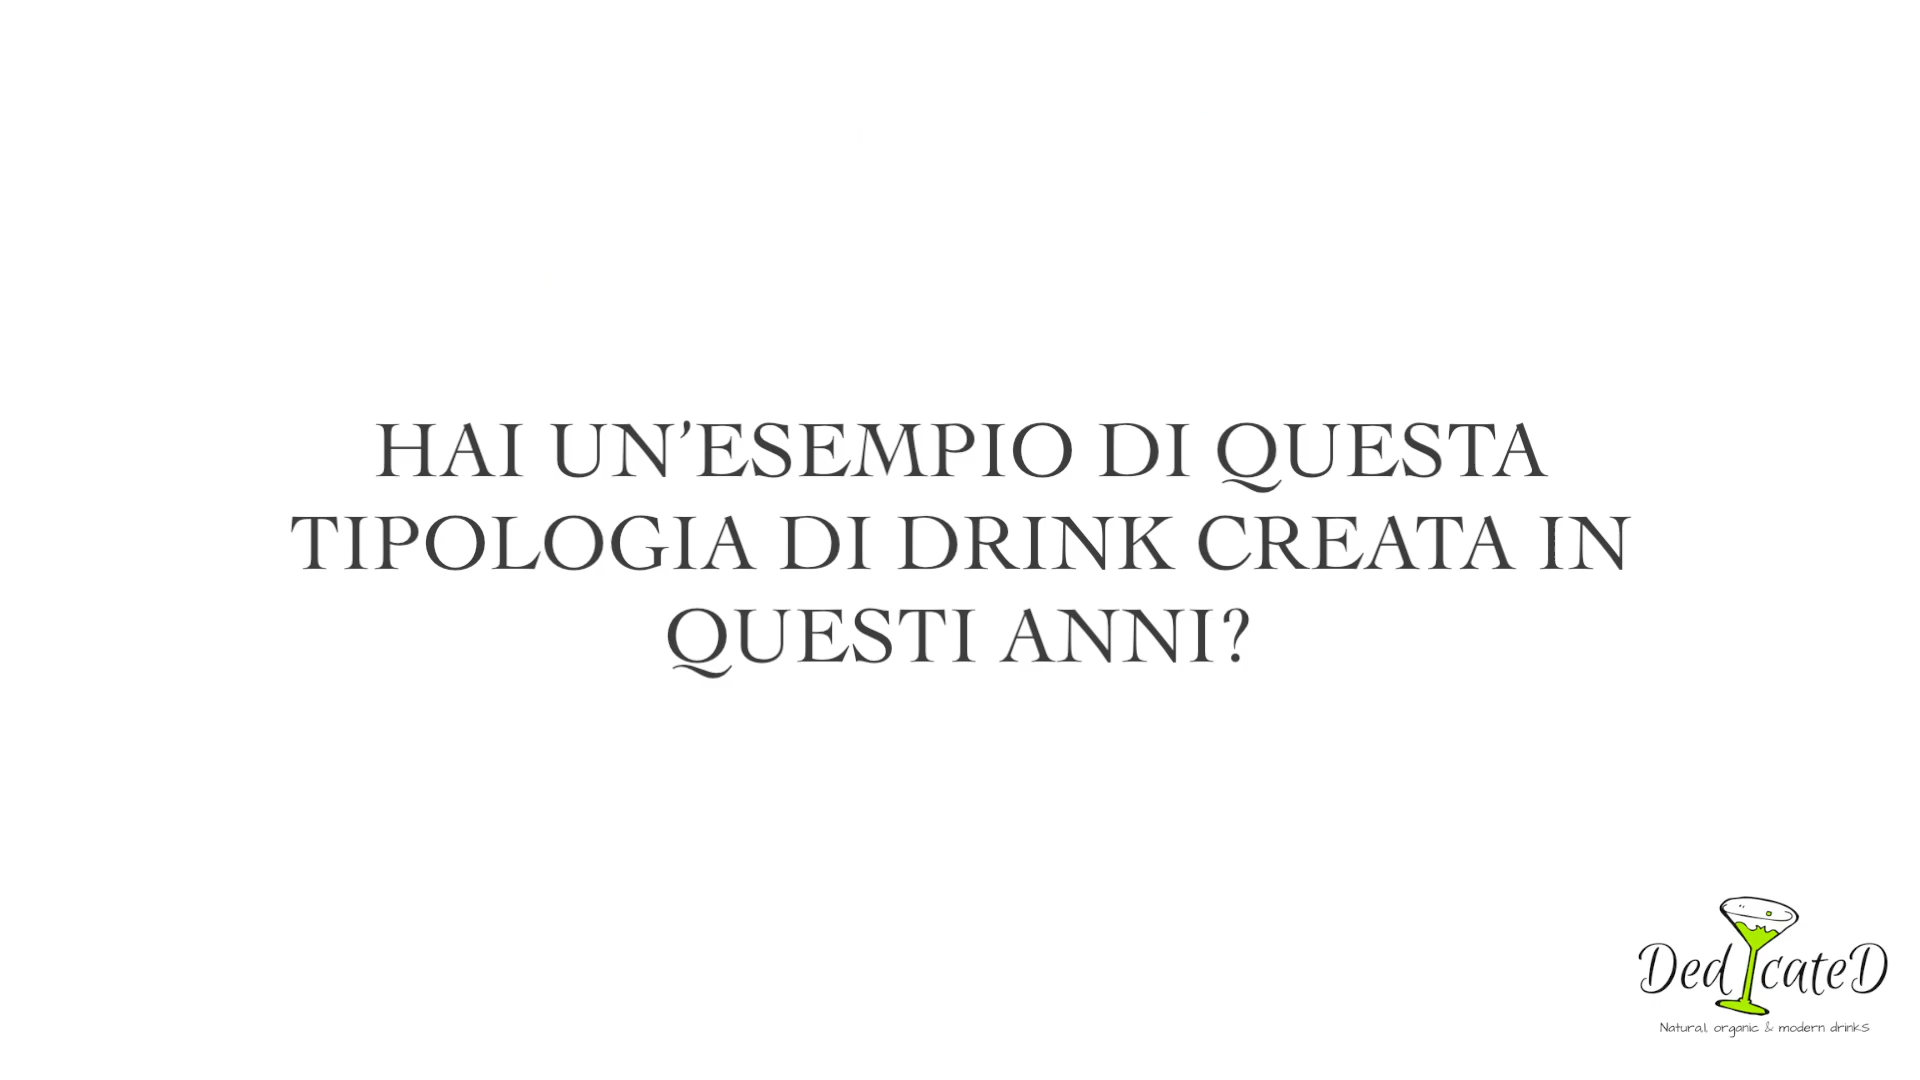 HAI UN’ESEMPIO DI QUESTA
TIPOLOGIA DI DRINK CREATA IN
QUESTI ANNI?
DedicateD
Natural, organic & modern drinks